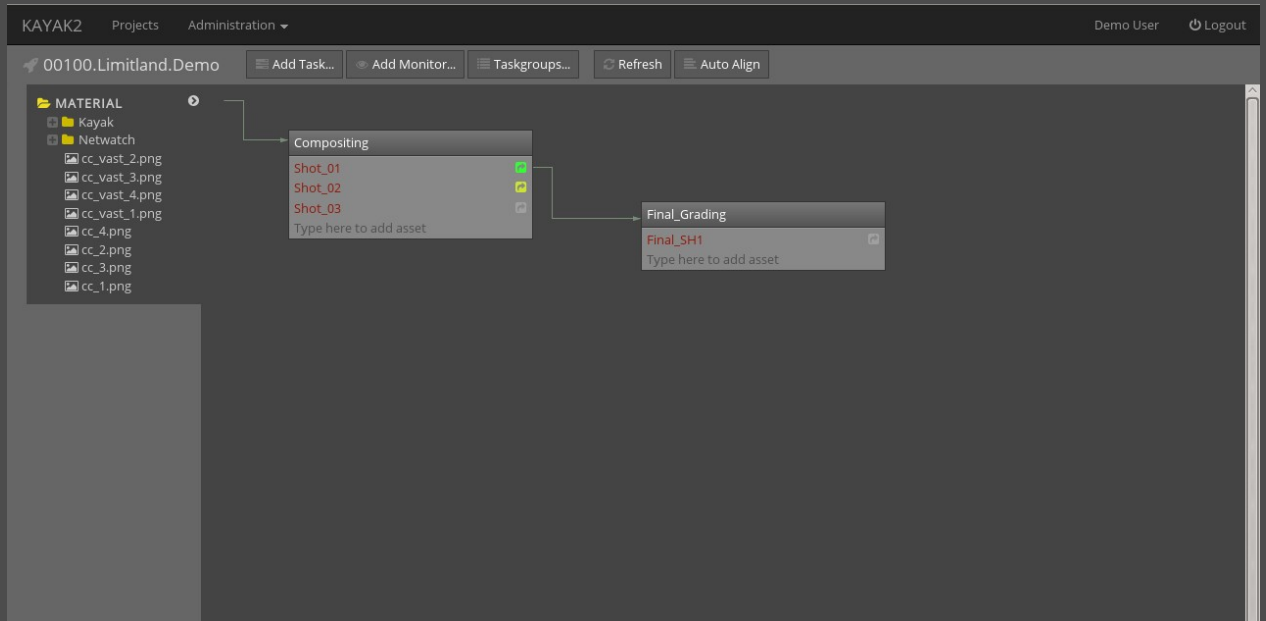 KAYAK2 Projects Administration Demo User Logout
00100.Limitland.Demo Add Task... Add Monitor... Taskgroups... Refresh Auto Align
MATERIAL
Kayak
Netwatch
cc_vast_2.png
cc_vast_3.png
cc_vast_4.png
cc_vast_1.png
cc_4.png
cc_2.png
cc_3.png
cc_1.png
Compositing
Shot_01
Shot_02
Shot_03
Type here to add asset
Final_Grading
Final_SH1
Type here to add asset